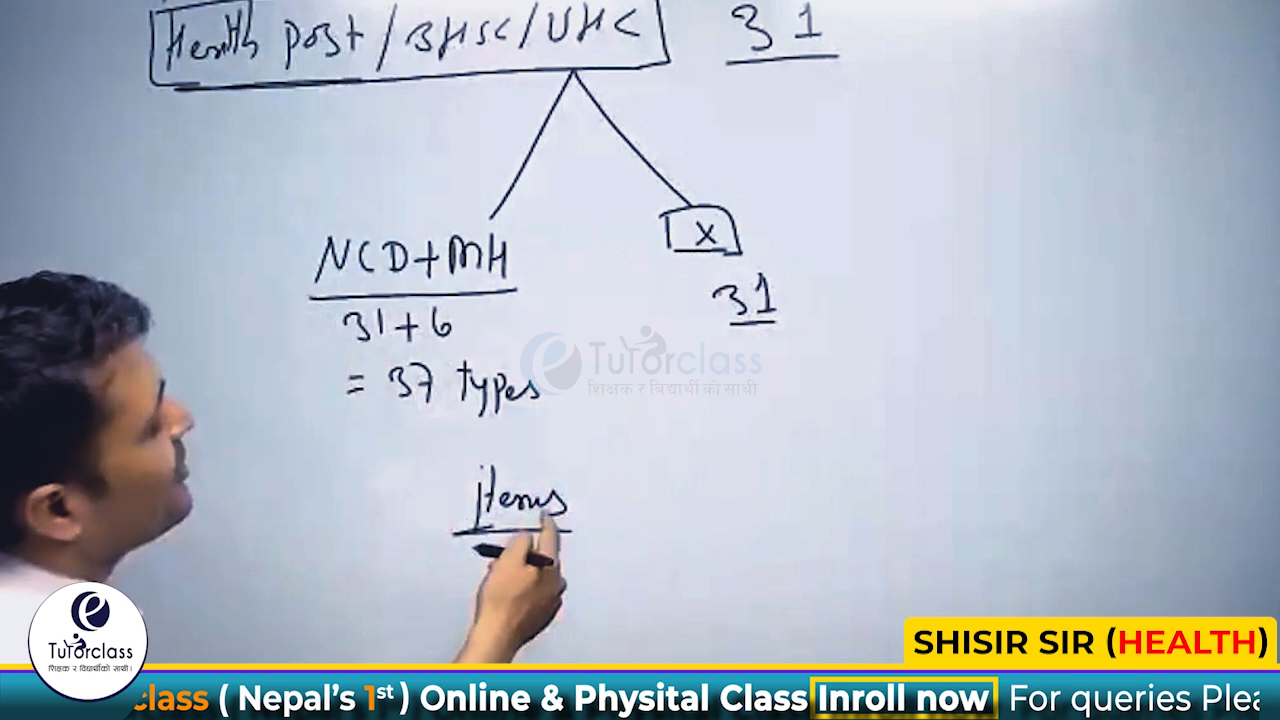 Health post / BHSC / UHC 31
NCD+MH X
31+6 31
= 37 types
items
eTutorclass
शिक्षक र विद्यार्थीको साथी
Tutorclass
शिक्षक र विद्यार्थीको साथी।
SHISIR SIR (HEALTH)
class ( Nepal's 1st ) Online & Physital Class Inroll now For queries Plea